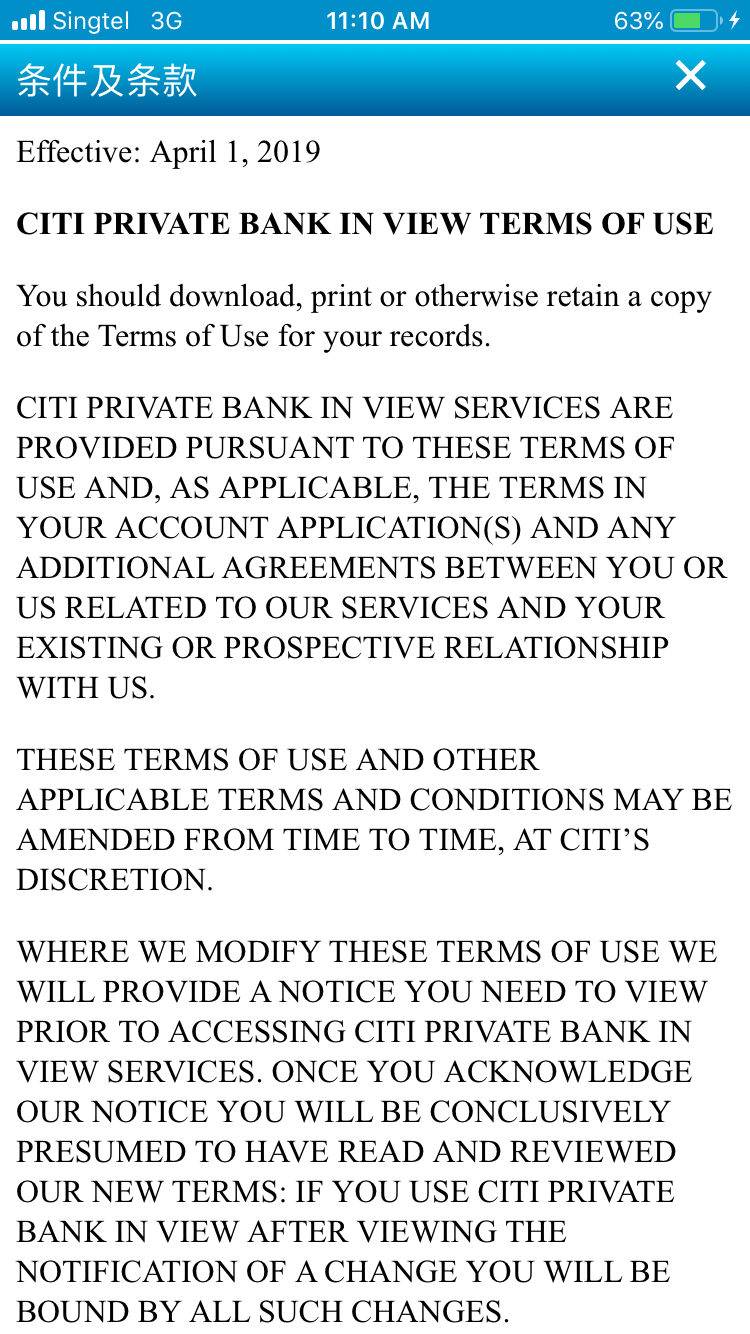 Singtel 3G 11:10 AM 63%
条件及条款
Effective: April 1, 2019
CITI PRIVATE BANK IN VIEW TERMS OF USE
You should download, print or otherwise retain a copy
of the Terms of Use for your records.
CITI PRIVATE BANK IN VIEW SERVICES ARE
PROVIDED PURSUANT TO THESE TERMS OF
USE AND, AS APPLICABLE, THE TERMS IN
YOUR ACCOUNT APPLICATION(S) AND ANY
ADDITIONAL AGREEMENTS BETWEEN YOU OR
US RELATED TO OUR SERVICES AND YOUR
EXISTING OR PROSPECTIVE RELATIONSHIP
WITH US.
THESE TERMS OF USE AND OTHER
APPLICABLE TERMS AND CONDITIONS MAY BE
AMENDED FROM TIME TO TIME, AT CITI’S
DISCRETION.
WHERE WE MODIFY THESE TERMS OF USE WE
WILL PROVIDE A NOTICE YOU NEED TO VIEW
PRIOR TO ACCESSING CITI PRIVATE BANK IN
VIEW SERVICES. ONCE YOU ACKNOWLEDGE
OUR NOTICE YOU WILL BE CONCLUSIVELY
PRESUMED TO HAVE READ AND REVIEWED
OUR NEW TERMS: IF YOU USE CITI PRIVATE
BANK IN VIEW AFTER VIEWING THE
NOTIFICATION OF A CHANGE YOU WILL BE
BOUND BY ALL SUCH CHANGES.